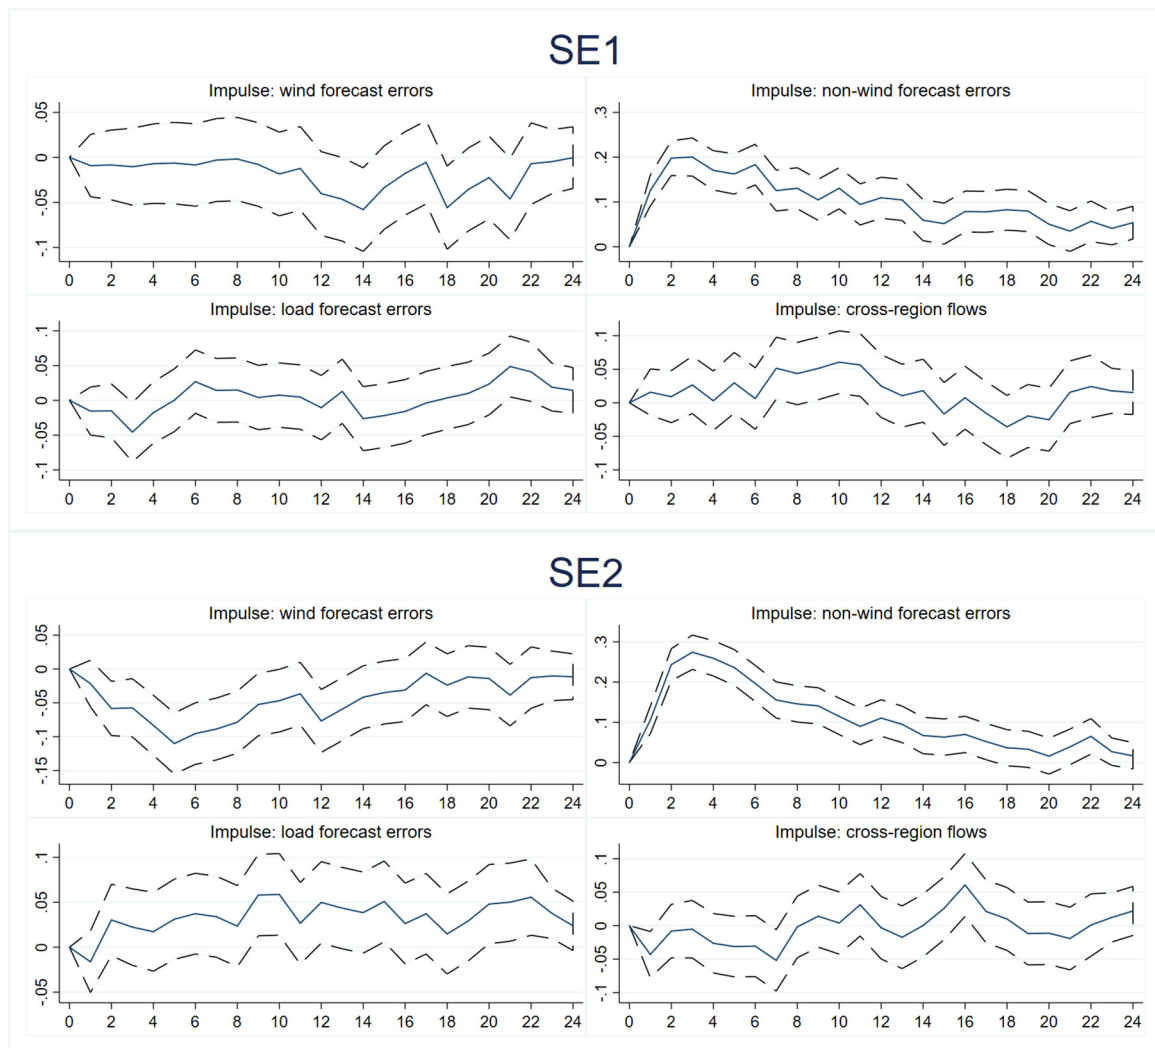 SE1
Impulse: wind forecast errors
.05
0
-.05
-.1
0 2 4 6 8 10 12 14 16 18 20 22 24
Impulse: non-wind forecast errors
.3
.2
.1
0
0 2 4 6 8 10 12 14 16 18 20 22 24
Impulse: load forecast errors
.1
.05
0
-.05
-.1
0 2 4 6 8 10 12 14 16 18 20 22 24
Impulse: cross-region flows
.1
.05
0
-.05
-.1
0 2 4 6 8 10 12 14 16 18 20 22 24
SE2
Impulse: wind forecast errors
.05
0
-.05
-.1
-.15
0 2 4 6 8 10 12 14 16 18 20 22 24
Impulse: non-wind forecast errors
.3
.2
.1
0
0 2 4 6 8 10 12 14 16 18 20 22 24
Impulse: load forecast errors
.1
.05
0
-.05
0 2 4 6 8 10 12 14 16 18 20 22 24
Impulse: cross-region flows
.1
.05
0
-.05
-.1
0 2 4 6 8 10 12 14 16 18 20 22 24